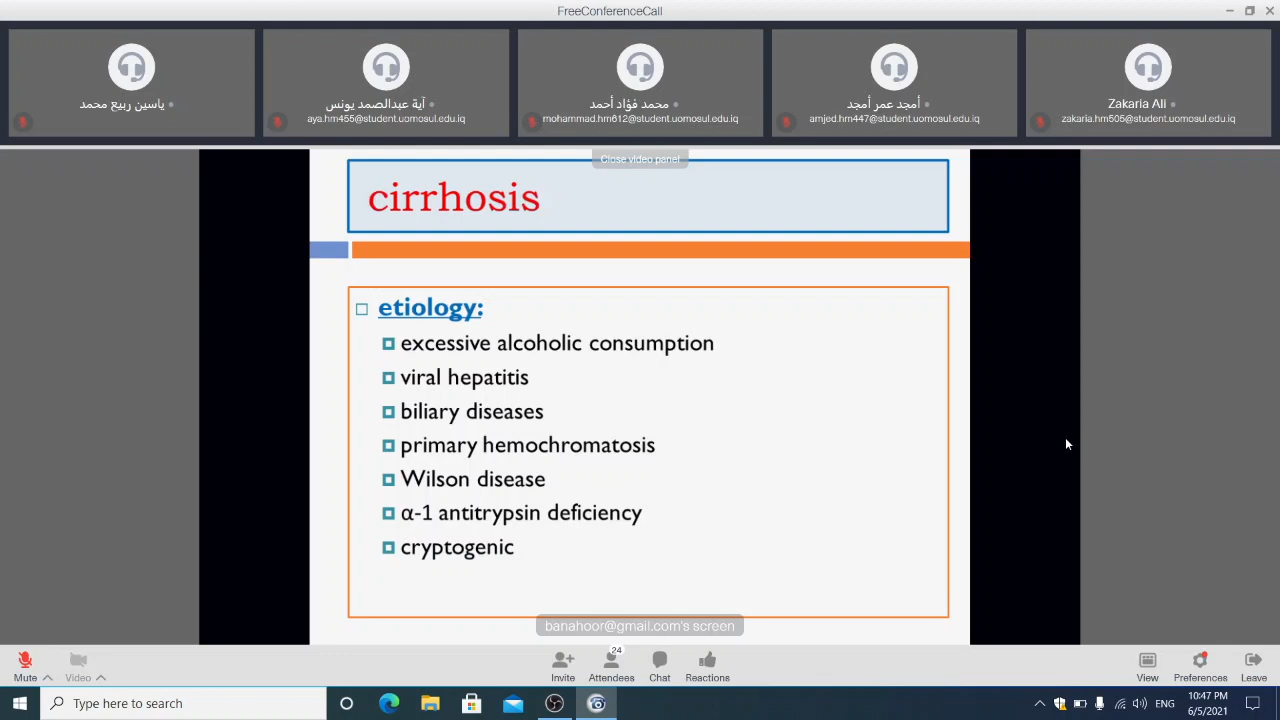 FreeConferenceCall
ياسين ربيع محمد
آية عبدالصمد يونس
aya.hm455@student.uomosul.edu.iq
محمد فؤاد أحمد
mohammad.hm612@student.uomosul.edu.iq
أمجد عمر أمجد
amjed.hm447@student.uomosul.edu.iq
Zakaria Ali
zakaria.hm505@student.uomosul.edu.iq
Close video panel
cirrhosis
etiology:
excessive alcoholic consumption
viral hepatitis
biliary diseases
primary hemochromatosis
Wilson disease
α-1 antitrypsin deficiency
cryptogenic
banahoor@gmail.com's screen
Mute
Video
Invite
24
Attendees
Chat
Reactions
View
Preferences
Leave
Type here to search
ENG
10:47 PM
6/5/2021